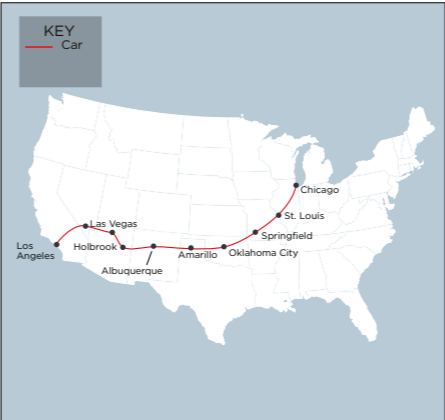 KEY
Car
Chicago
St. Louis
Las Vegas
Springfield
Los
Angeles
Holbrook
Amarillo
Oklahoma City
Albuquerque